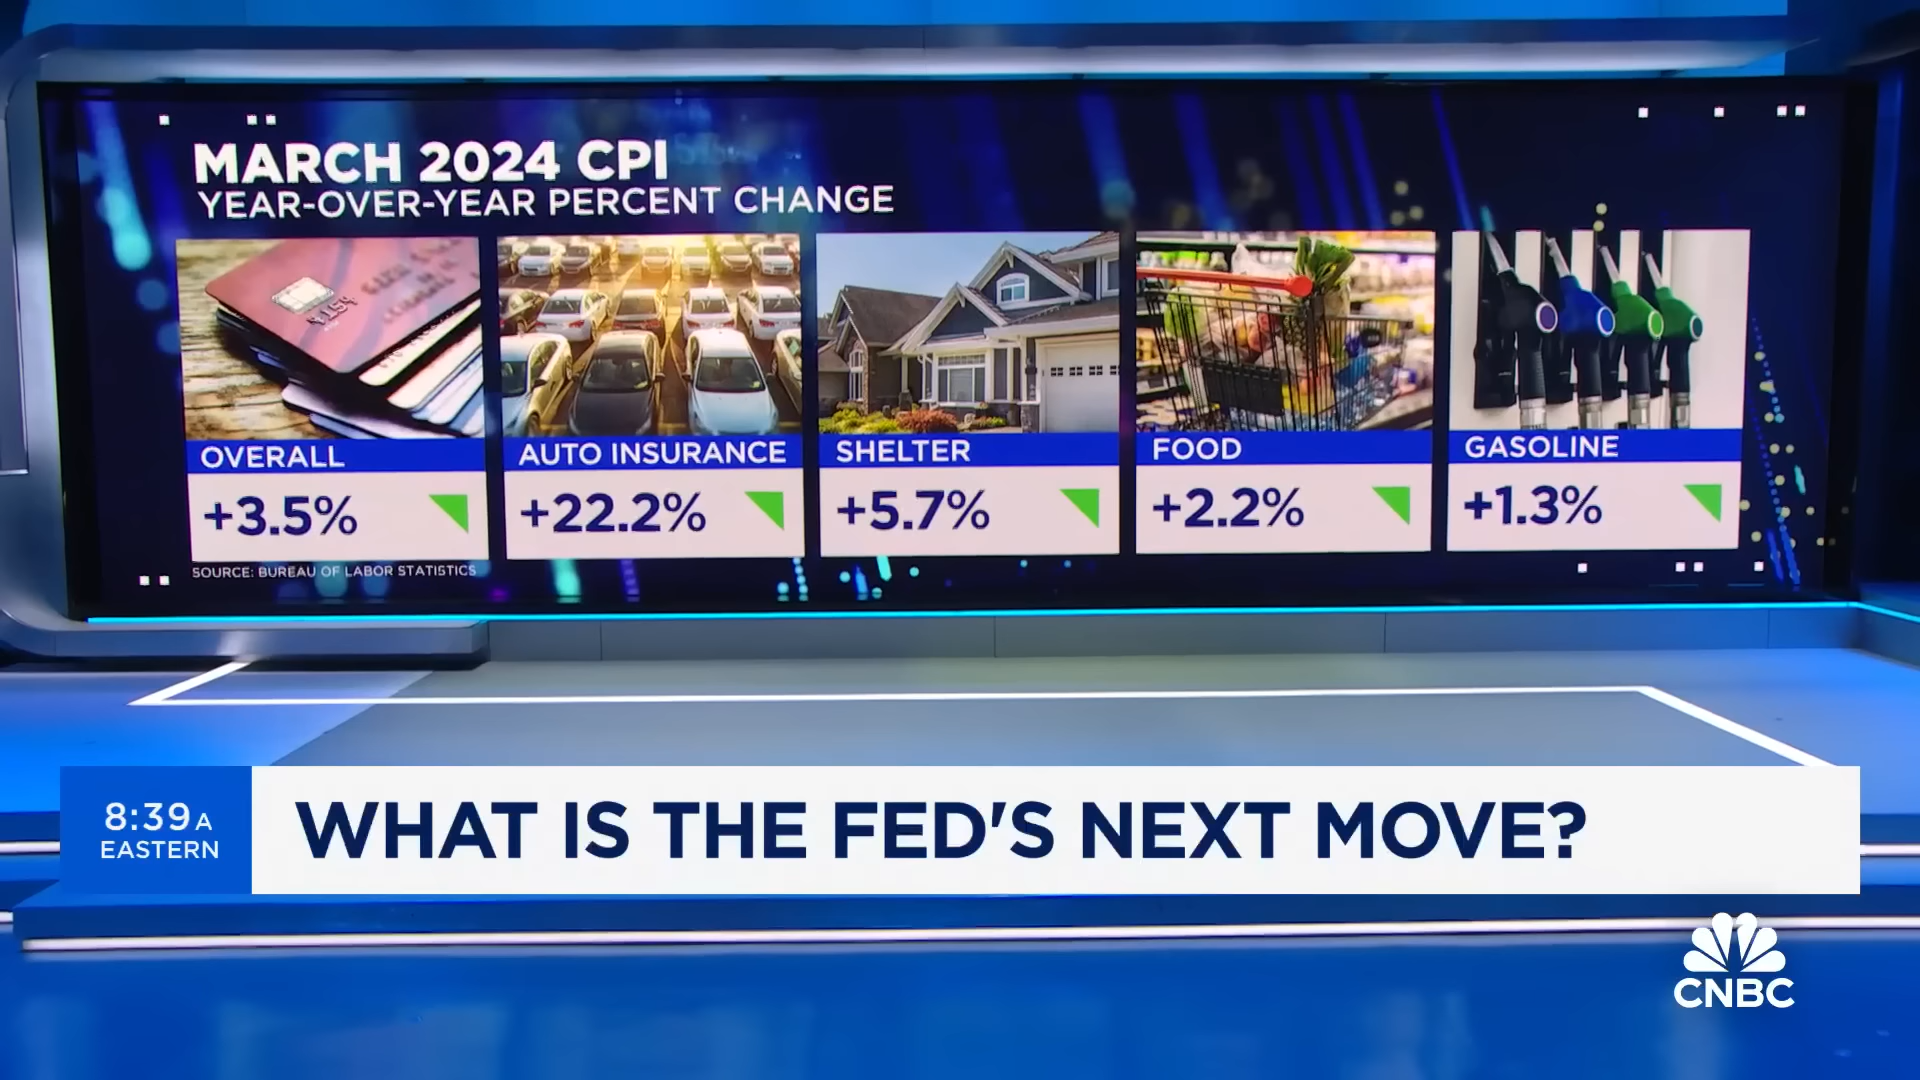 MARCH 2024 CPI
YEAR-OVER-YEAR PERCENT CHANGE
OVERALL
+3.5%
AUTO INSURANCE
+22.2%
SHELTER
+5.7%
FOOD
+2.2%
GASOLINE
+1.3%
SOURCE: BUREAU OF LABOR STATISTICS
8:39 A
EASTERN
WHAT IS THE FED'S NEXT MOVE?
CNBC